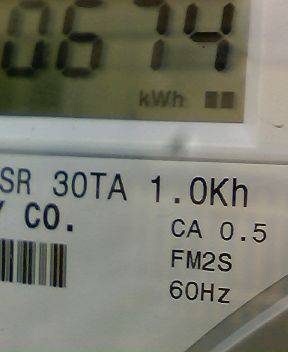 0674
kWh
SR 30TA 1.0Kh
Y CO.
CA 0.5
FM2S
60Hz